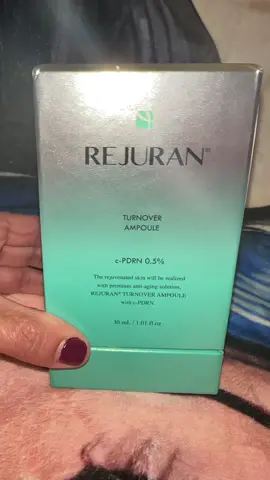 REJURAN®
TURNOVER
AMPOULE
c-PDRN 0.5%
The rejuvenated skin will be realized
with premium anti-aging solution,
REJURAN® TURNOVER AMPOULE
with c-PDRN.
30 mL / 1.01 fl.oz